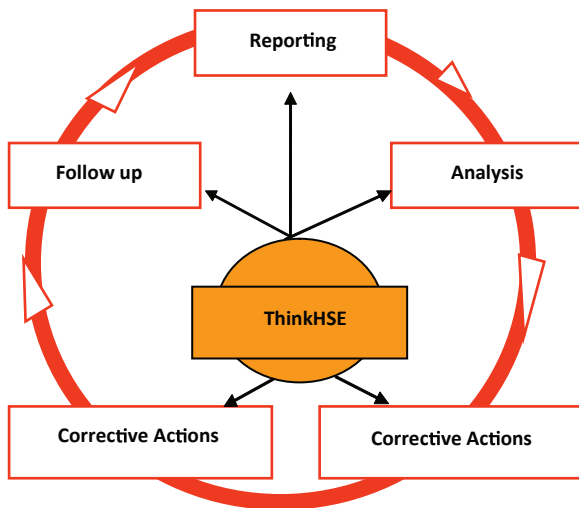 Reporting
Follow up
Analysis
ThinkHSE
Corrective Actions
Corrective Actions